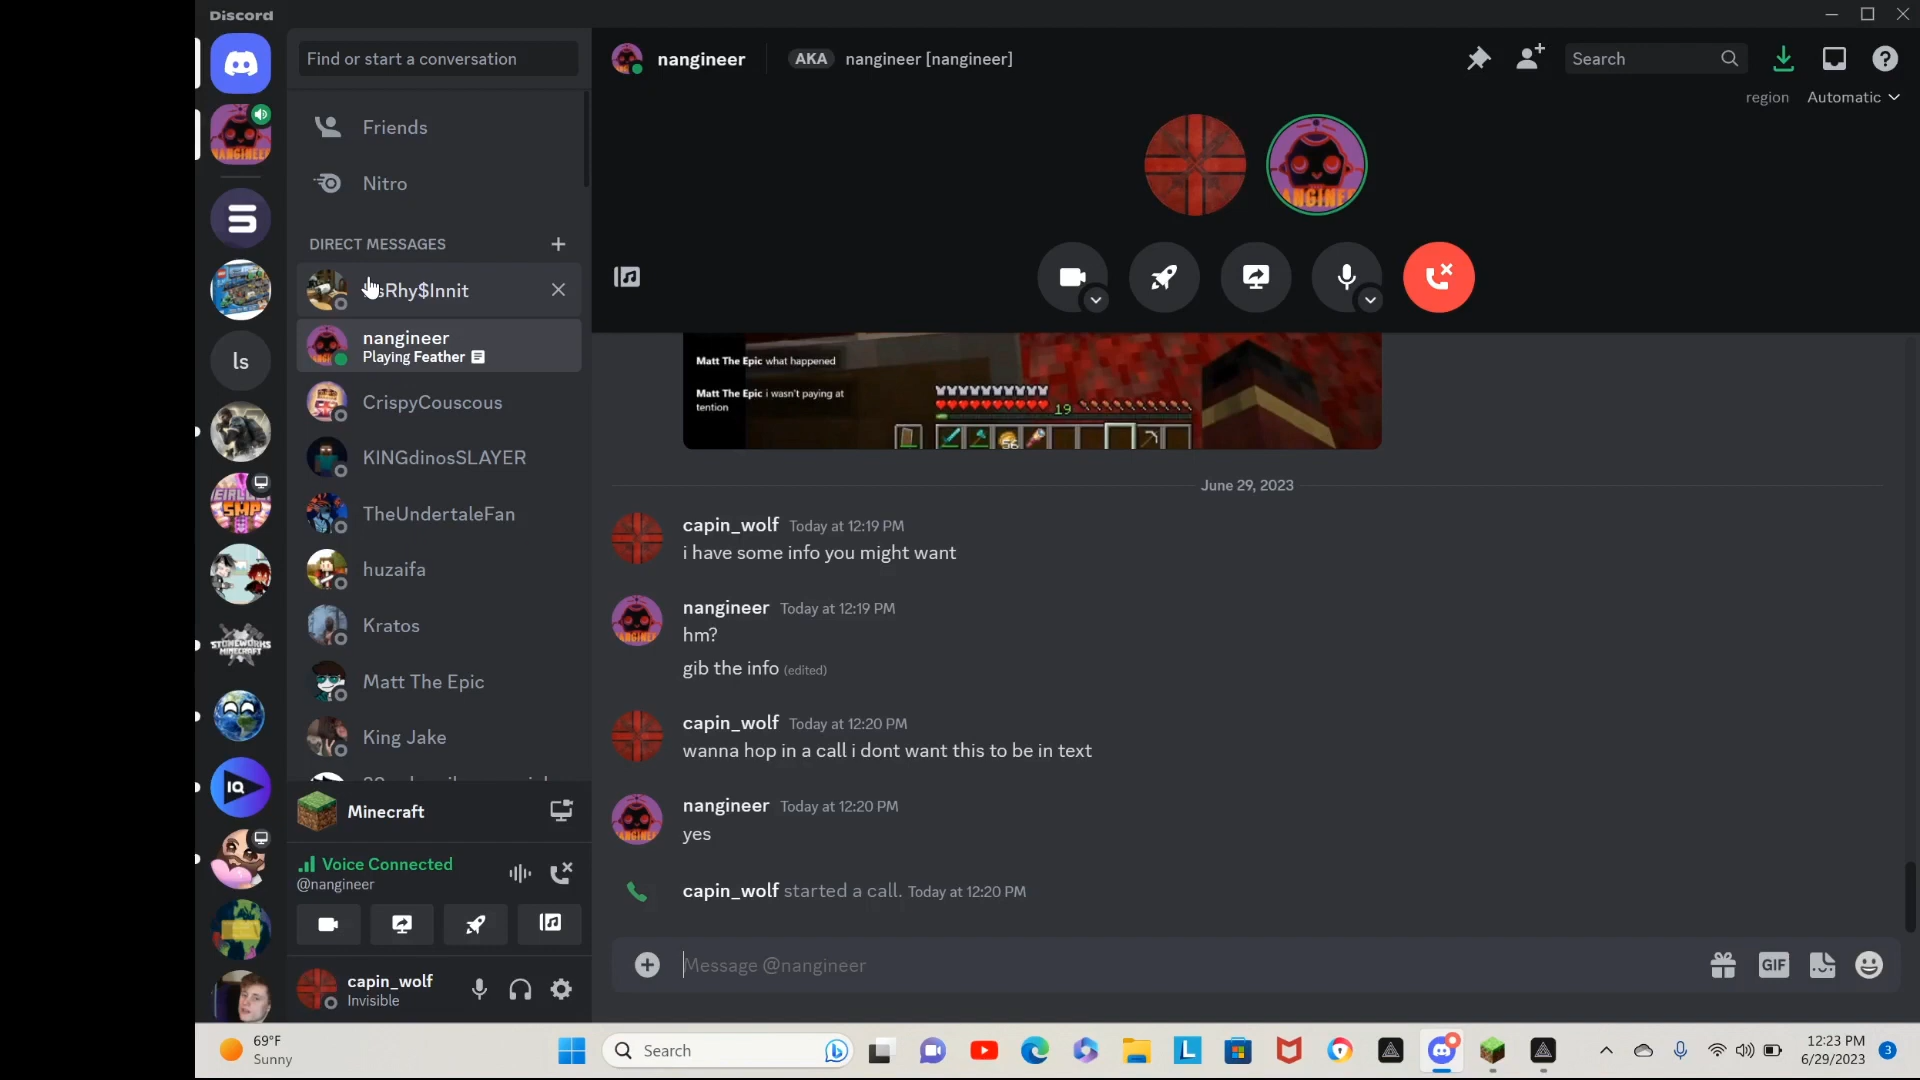 Discord
Find or start a conversation
nangineer
AKA
nangineer [nangineer]
Search
region
Automatic
Friends
Nitro
DIRECT MESSAGES
Rhy$Innit
nangineer
Playing Feather
CrispyCouscous
KINGdinosSLAYER
TheUndertaleFan
huzaifa
Kratos
Matt The Epic
King Jake
ls
SMP
STONEWORKS
MINECRAFT
IQ
Minecraft
Voice Connected
@nangineer
capin_wolf
Invisible
Matt The Epic what happened
Matt The Epic i wasn't paying at
tention
19
56
June 29, 2023
capin_wolf Today at 12:19 PM
i have some info you might want
nangineer Today at 12:19 PM
hm?
gib the info (edited)
capin_wolf Today at 12:20 PM
wanna hop in a call i dont want this to be in text
nangineer Today at 12:20 PM
yes
capin_wolf started a call. Today at 12:20 PM
Message @nangineer
GIF
69°F
Sunny
Search
L
12:23 PM
6/29/2023
3